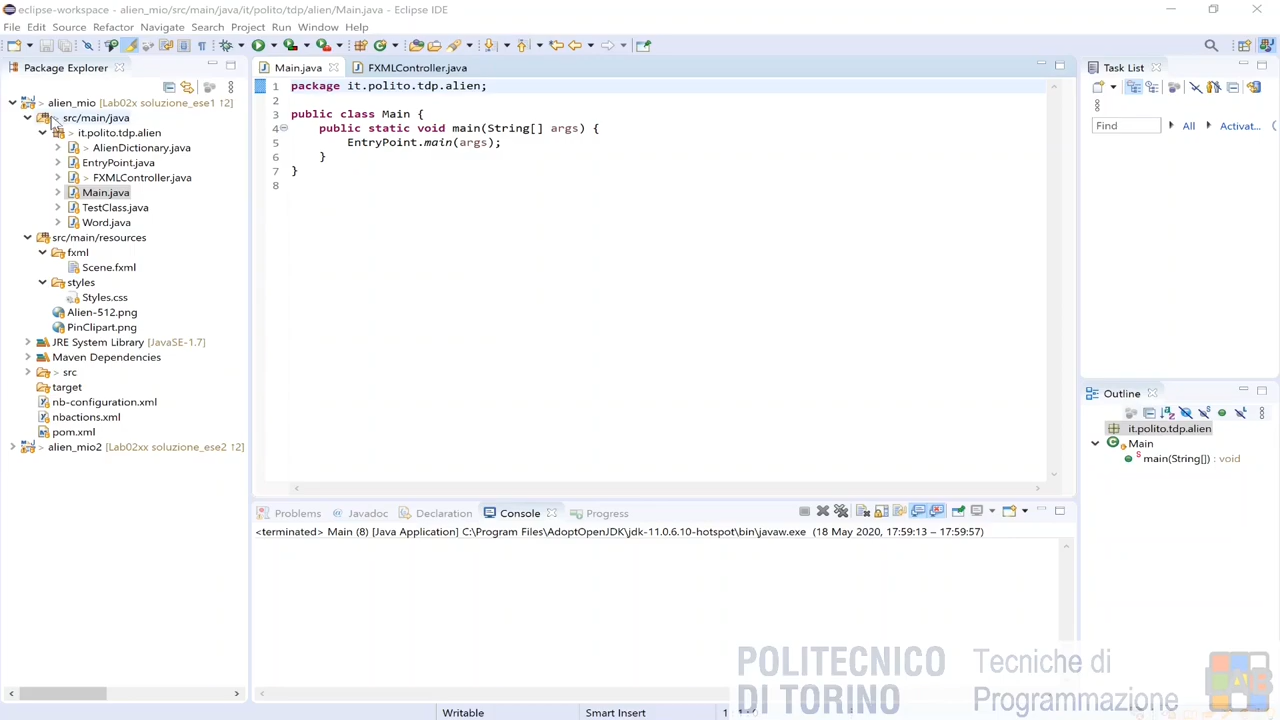 eclipse-workspace - alien_mio/src/main/java/it/polito/tdp/alien/Main.java - Eclipse IDE
File Edit Source Refactor Navigate Search Project Run Window Help
Package Explorer
Main.java
FXMLController.java
Task List
> alien_mio [Lab02x soluzione_ese1 ↑2]
> src/main/java
> it.polito.tdp.alien
> AlienDictionary.java
EntryPoint.java
> FXMLController.java
Main.java
TestClass.java
Word.java
src/main/resources
fxml
Scene.fxml
styles
Styles.css
Alien-512.png
PinClipart.png
JRE System Library [JavaSE-1.7]
Maven Dependencies
> src
target
nb-configuration.xml
nbactions.xml
pom.xml
> alien_mio2 [Lab02xx soluzione_ese2 ↑2]
1 package it.polito.tdp.alien;
2
3 public class Main {
4 public static void main(String[] args) {
5 EntryPoint.main(args);
6 }
7 }
8
Find All Activat...
Outline
it.polito.tdp.alien
Main
main(String[]) : void
Problems Javadoc Declaration Console Progress
<terminated> Main (8) [Java Application] C:\Program Files\AdoptOpenJDK\jdk-11.0.6.10-hotspot\bin\javaw.exe (18 May 2020, 17:59:13 – 17:59:57)
POLITECNICO
DI TORINO
Tecniche di
Programmazione
Writable Smart Insert